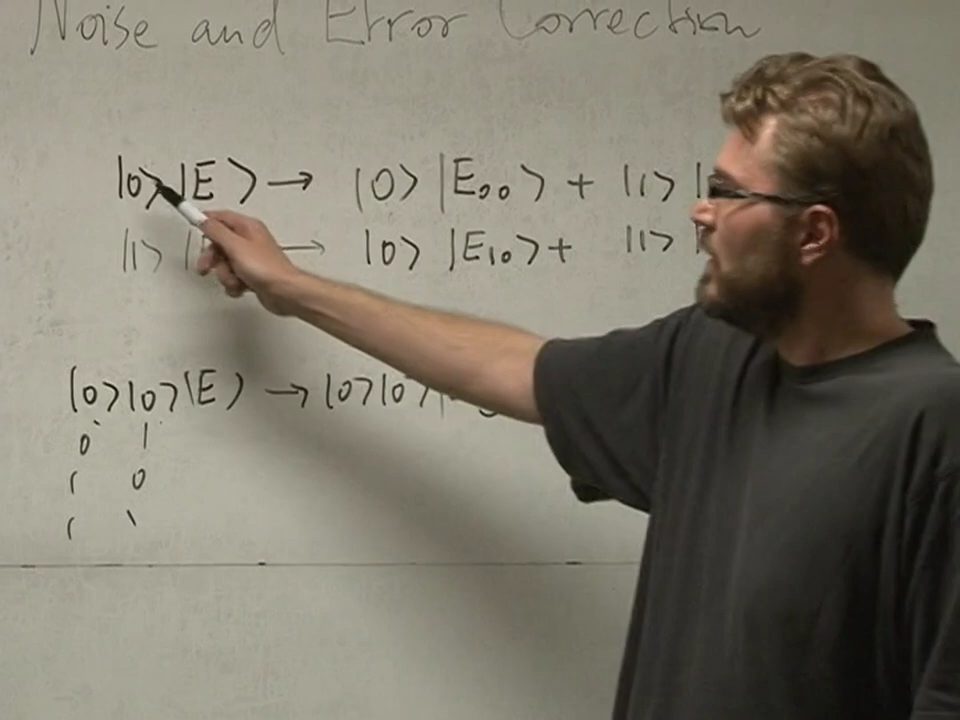 Noise and Error Correction
|0⟩|E⟩ → |0⟩|E₀₀⟩ + |1⟩|
|1⟩| → |0⟩|E₁₀⟩ + |1⟩|
|0⟩|0⟩|E⟩ → |0⟩|0⟩|
0 1
1 0
1 1